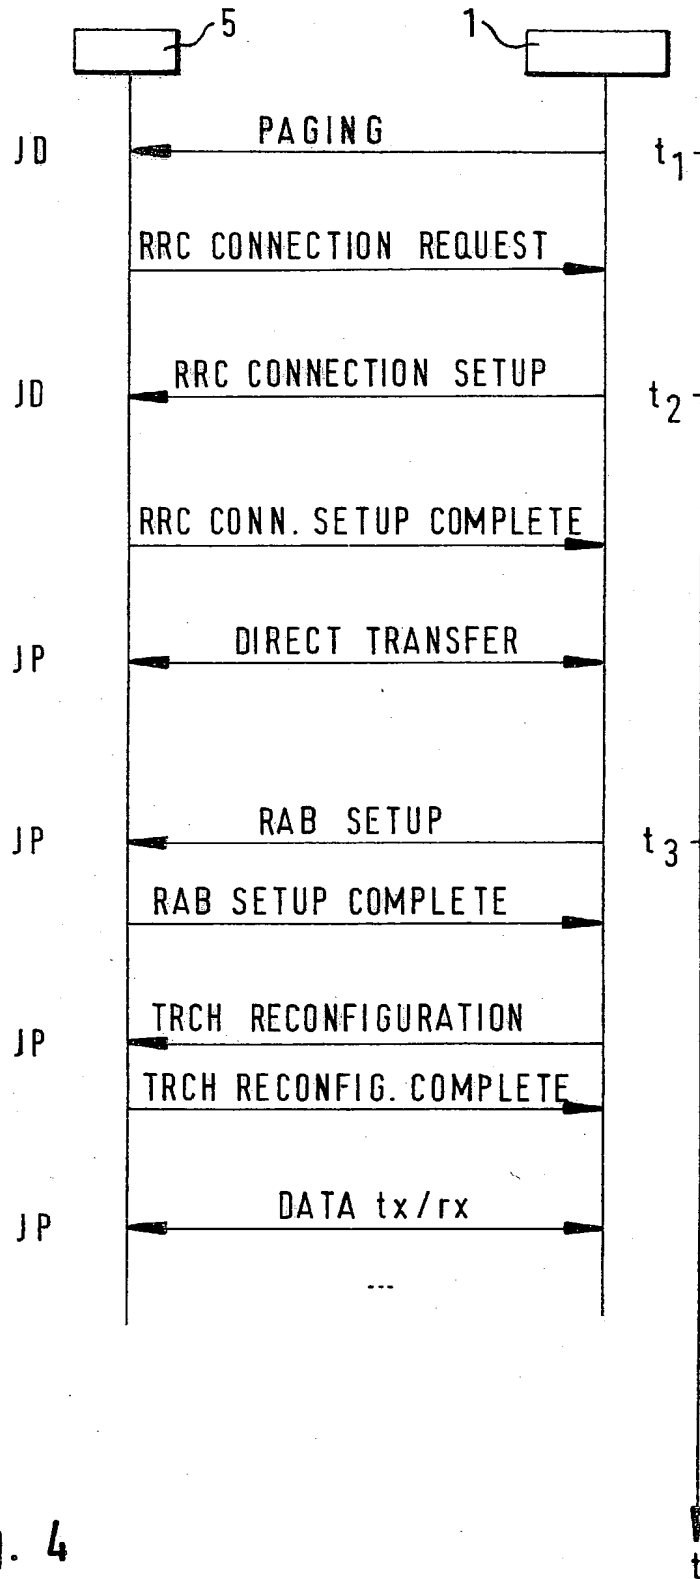 5 1
JD PAGING t1
RRC CONNECTION REQUEST
JD RRC CONNECTION SETUP t2
RRC CONN. SETUP COMPLETE
JP DIRECT TRANSFER
JP RAB SETUP t3
RAB SETUP COMPLETE
JP TRCH RECONFIGURATION
TRCH RECONFIG. COMPLETE
JP DATA tx/rx
...
. 4
t